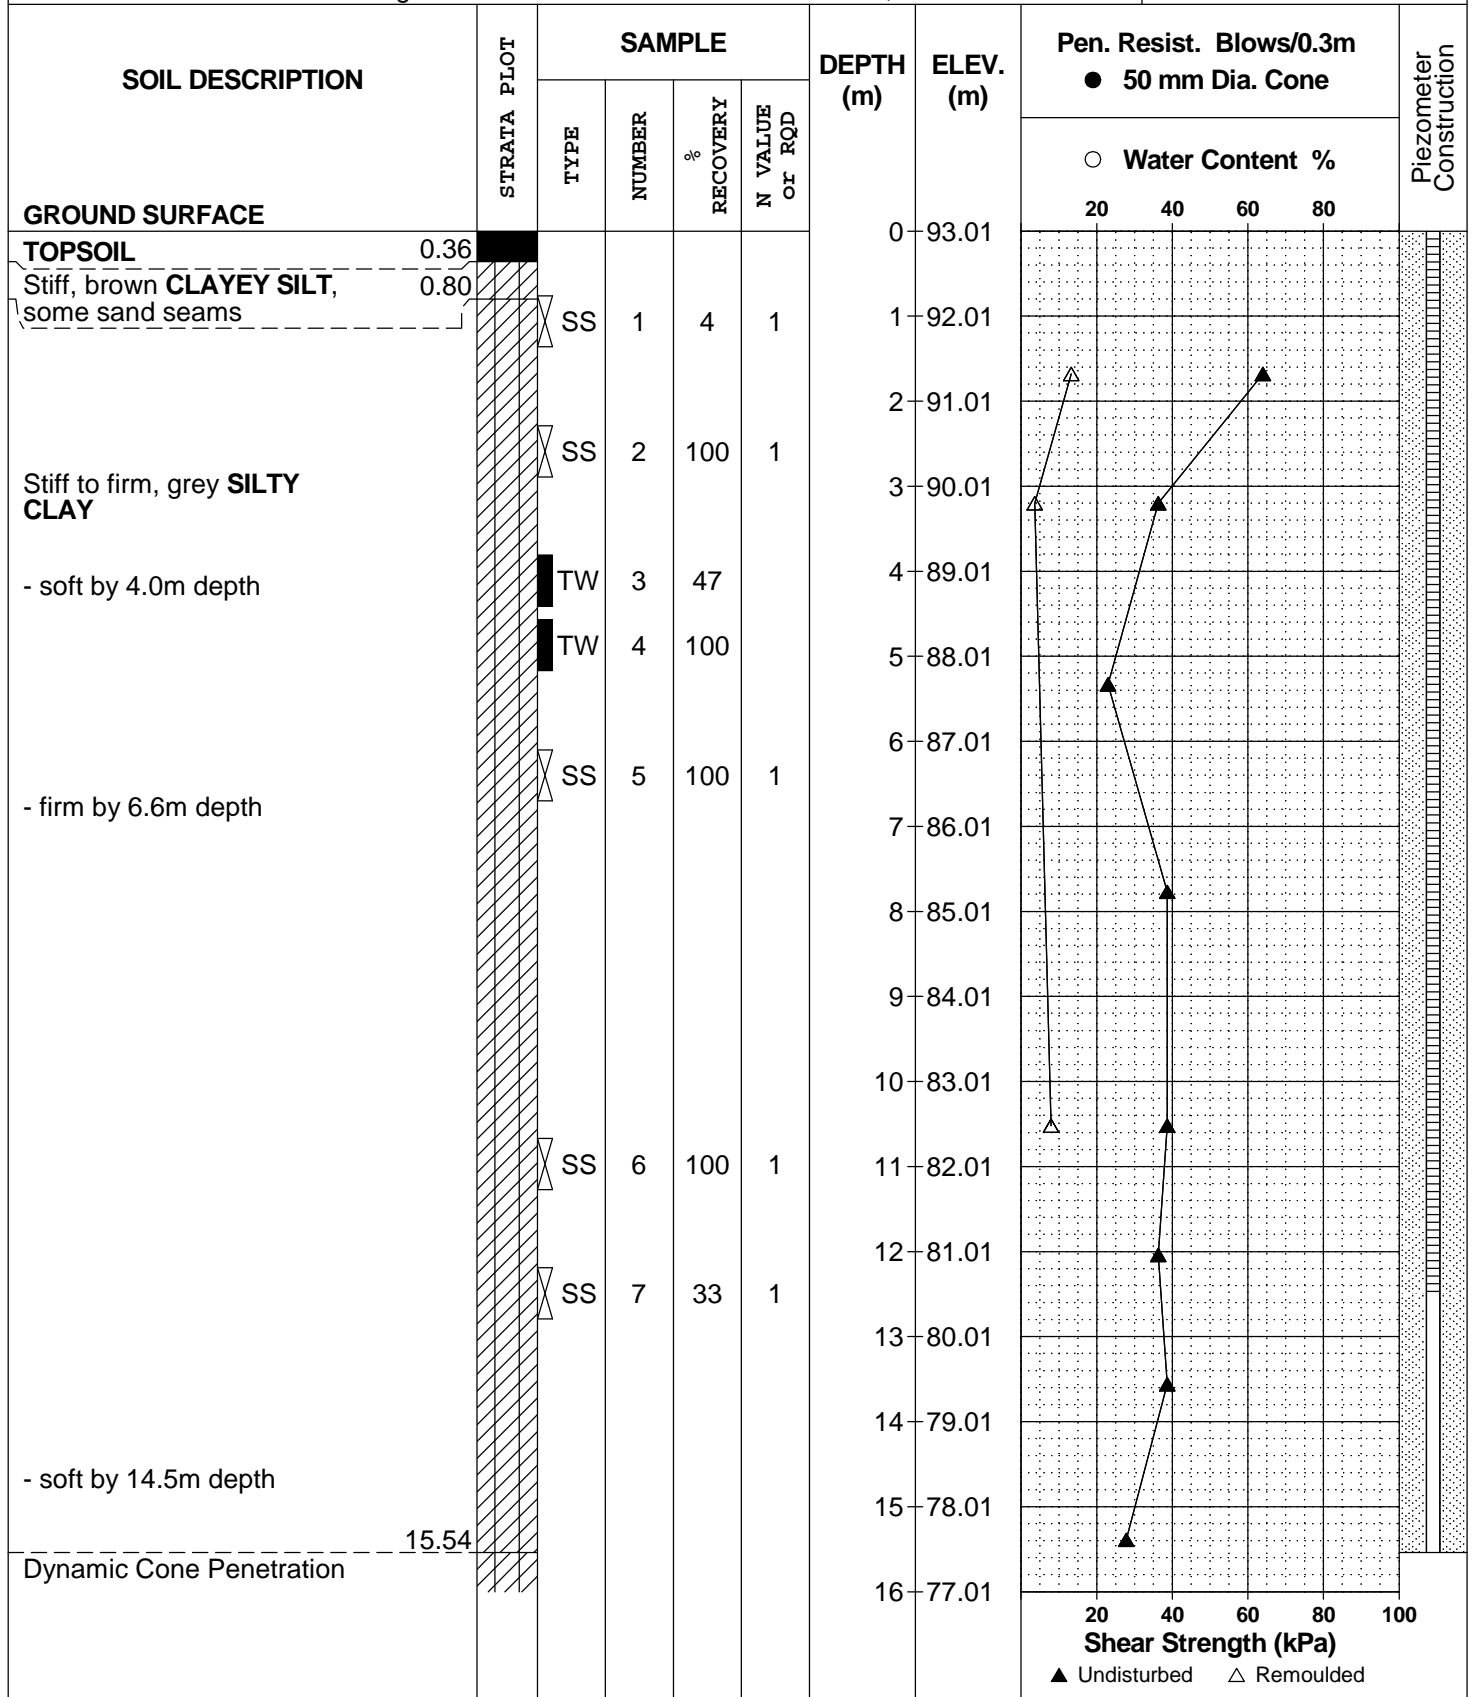 SOIL DESCRIPTION
GROUND SURFACE
STRATA PLOT
SAMPLE
TYPE
NUMBER
% RECOVERY
N VALUE or RQD
DEPTH (m)
ELEV. (m)
Pen. Resist. Blows/0.3m
● 50 mm Dia. Cone
○ Water Content %
20 40 60 80
Piezometer Construction
0 93.01
TOPSOIL 0.36
Stiff, brown CLAYEY SILT, 0.80
some sand seams
SS 1 4 1
1 92.01
2 91.01
SS 2 100 1
Stiff to firm, grey SILTY
CLAY
3 90.01
- soft by 4.0m depth
TW 3 47
4 89.01
TW 4 100
5 88.01
6 87.01
SS 5 100 1
- firm by 6.6m depth
7 86.01
8 85.01
9 84.01
10 83.01
SS 6 100 1
11 82.01
12 81.01
SS 7 33 1
13 80.01
14 79.01
- soft by 14.5m depth
15 78.01
15.54
Dynamic Cone Penetration
16 77.01
20 40 60 80 100
Shear Strength (kPa)
▲ Undisturbed △ Remoulded